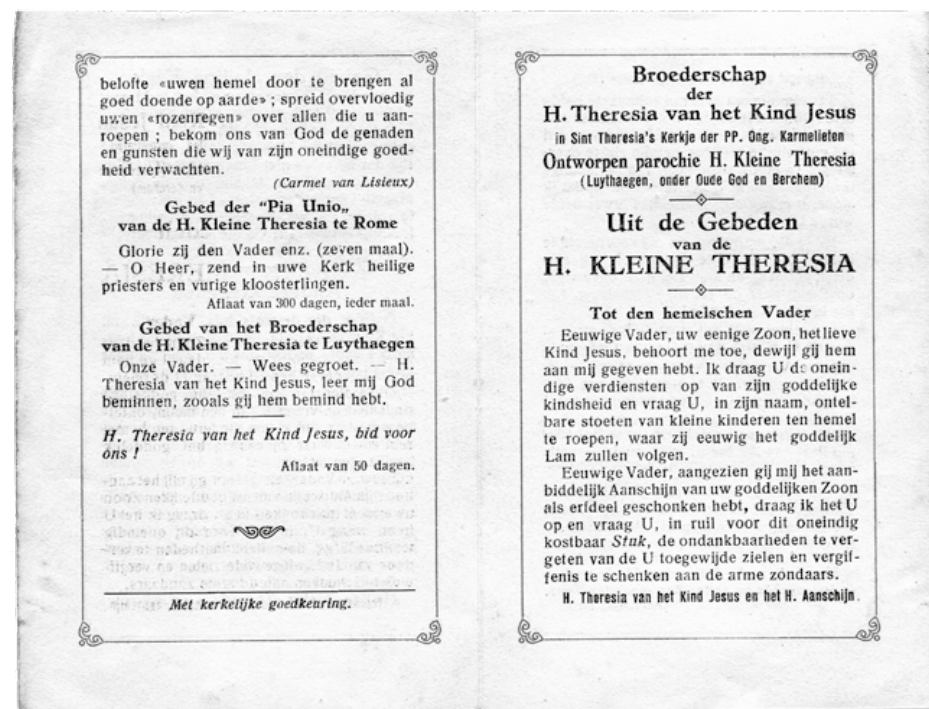 belofte «uwen hemel door te brengen al
goed doende op aarde» ; spreid overvloedig
uwen «rozenregen» over allen die u aan-
roepen ; bekom ons van God de genaden
en gunsten die wij van zijn oneindige goed-
heid verwachten.
(Carmel van Lisieux)
Gebed der "Pia Unio„
van de H. Kleine Theresia te Rome
Glorie zij den Vader enz. (zeven maal).
— O Heer, zend in uwe Kerk heilige
priesters en vurige kloosterlingen.
Aflaat van 300 dagen, ieder maal.
Gebed van het Broederschap
van de H. Kleine Theresia te Luythaegen
Onze Vader. — Wees gegroet. — H.
Theresia van het Kind Jesus, leer mij God
beminnen, zooals gij hem bemind hebt.
H. Theresia van het Kind Jesus, bid voor
ons !
Aflaat van 50 dagen.
Met kerkelijke goedkeuring.
Broederschap
der
H. Theresia van het Kind Jesus
in Sint Theresia's Kerkje der PP. Ong. Karmelieten
Ontworpen parochie H. Kleine Theresia
(Luythaegen, onder Oude God en Berchem)
Uit de Gebeden
van de
H. KLEINE THERESIA
Tot den hemelschen Vader
Eeuwige Vader, uw eenige Zoon, het lieve
Kind Jesus, behoort me toe, dewijl gij hem
aan mij gegeven hebt. Ik draag U de onein-
dige verdiensten op van zijn goddelijke
kindsheid en vraag U, in zijn naam, ontel-
bare stoeten van kleine kinderen ten hemel
te roepen, waar zij eeuwig het goddelijk
Lam zullen volgen.
Eeuwige Vader, aangezien gij mij het aan-
biddelijk Aanschijn van uw goddelijken Zoon
als erfdeel geschonken hebt, draag ik het U
op en vraag U, in ruil voor dit oneindig
kostbaar Stuk, de ondankbaarheden te ver-
geten van de U toegewijde zielen en vergif-
fenis te schenken aan de arme zondaars.
H. Theresia van het Kind Jesus en het H. Aanschijn.